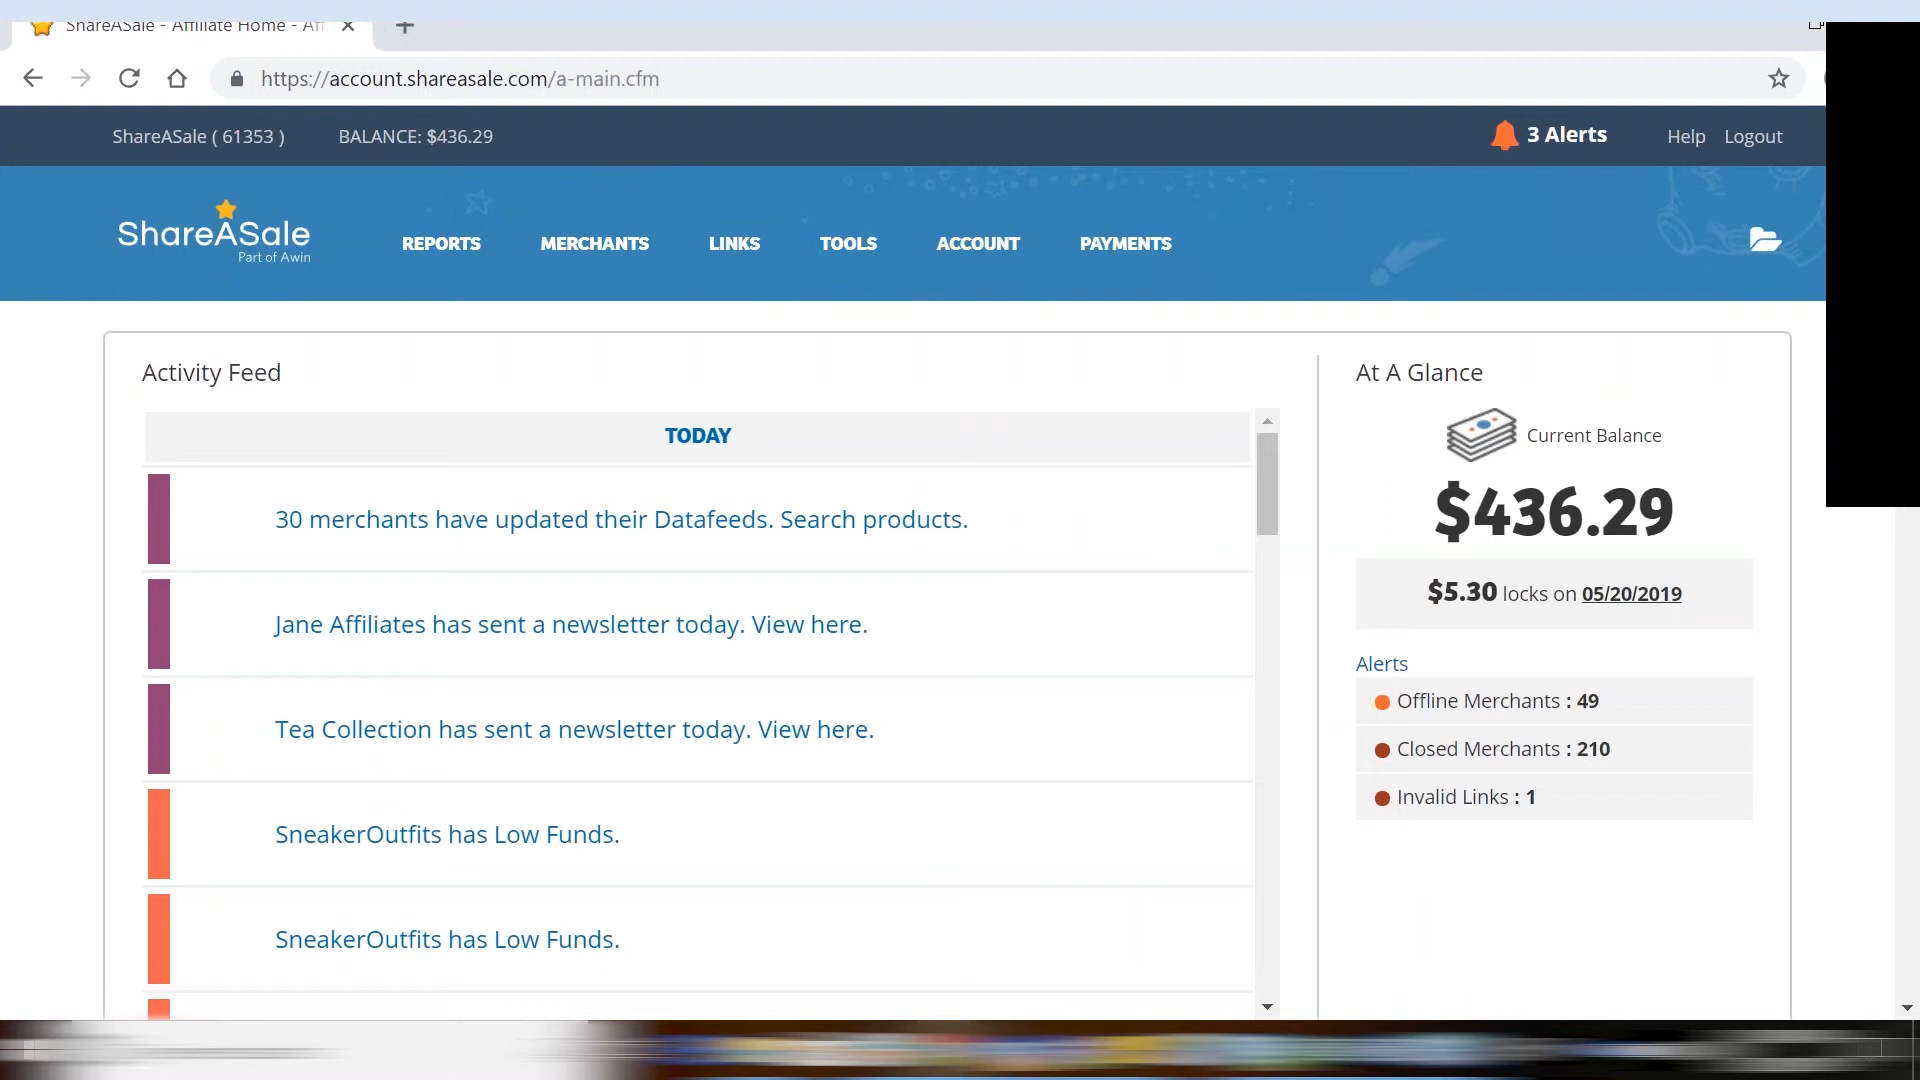 ShareASale - Affiliate Home - Aff
https://account.shareasale.com/a-main.cfm
ShareASale ( 61353 ) BALANCE: $436.29 3 Alerts Help Logout
ShareASale
Part of Awin
REPORTS MERCHANTS LINKS TOOLS ACCOUNT PAYMENTS
Activity Feed
TODAY
30 merchants have updated their Datafeeds. Search products.
Jane Affiliates has sent a newsletter today. View here.
Tea Collection has sent a newsletter today. View here.
SneakerOutfits has Low Funds.
SneakerOutfits has Low Funds.
At A Glance
Current Balance
$436.29
$5.30 locks on 05/20/2019
Alerts
Offline Merchants : 49
Closed Merchants : 210
Invalid Links : 1